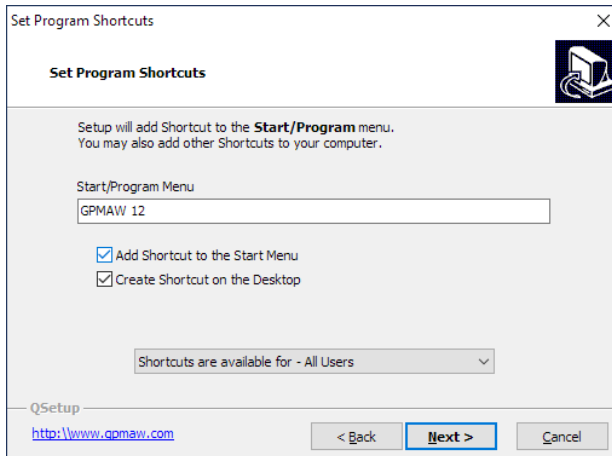 Set Program Shortcuts
Set Program Shortcuts
Setup will add Shortcut to the Start/Program menu.
You may also add other Shortcuts to your computer.
Start/Program Menu
GPMAW 12
Add Shortcut to the Start Menu
Create Shortcut on the Desktop
Shortcuts are available for - All Users
QSetup
http:\\www.gpmaw.com
< Back
Next >
Cancel